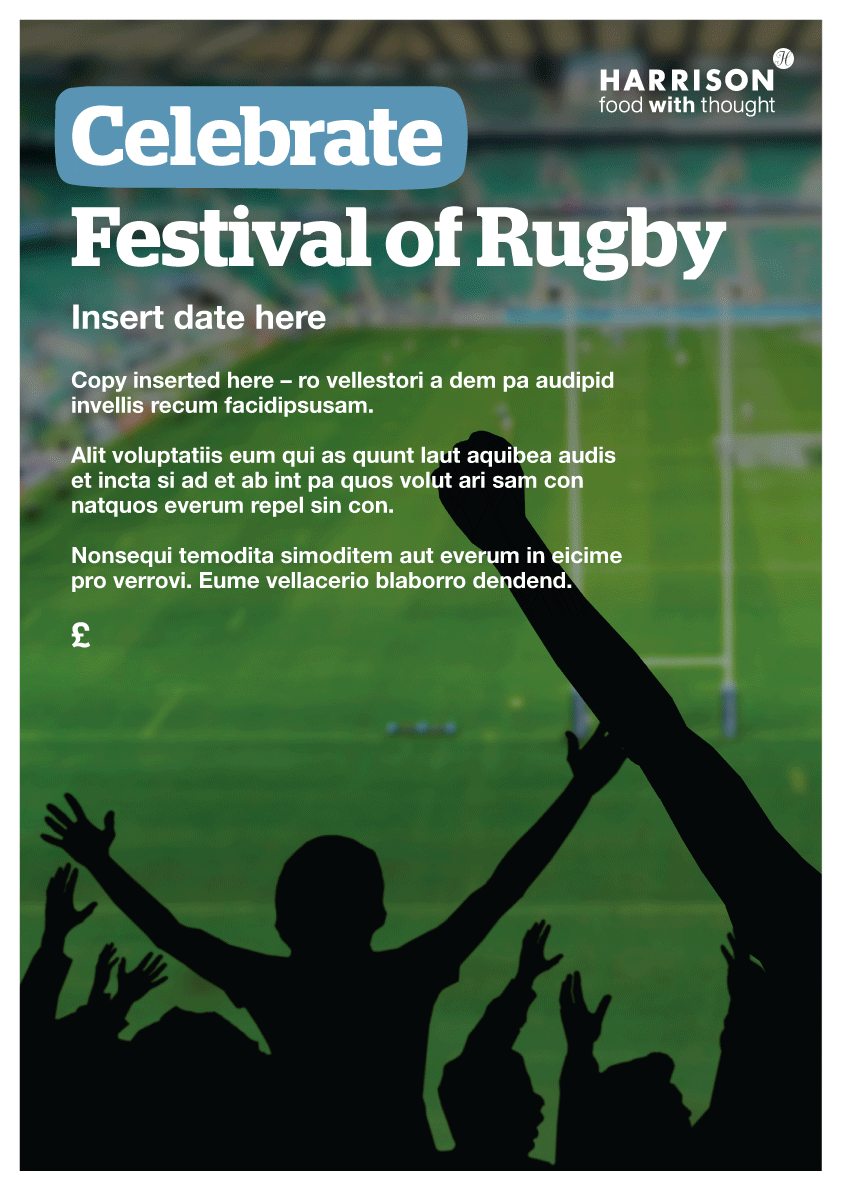 H
HARRISON
food with thought
Celebrate
Festival of Rugby
Insert date here
Copy inserted here – ro vellestori a dem pa audipid
invellis recum facidipsusam.
Alit voluptatiis eum qui as quunt laut aquibea audis
et incta si ad et ab int pa quos volut ari sam con
natquos everum repel sin con.
Nonsequi temodita simoditem aut everum in eicime
pro verrovi. Eume vellacerio blaborro dendend.
£